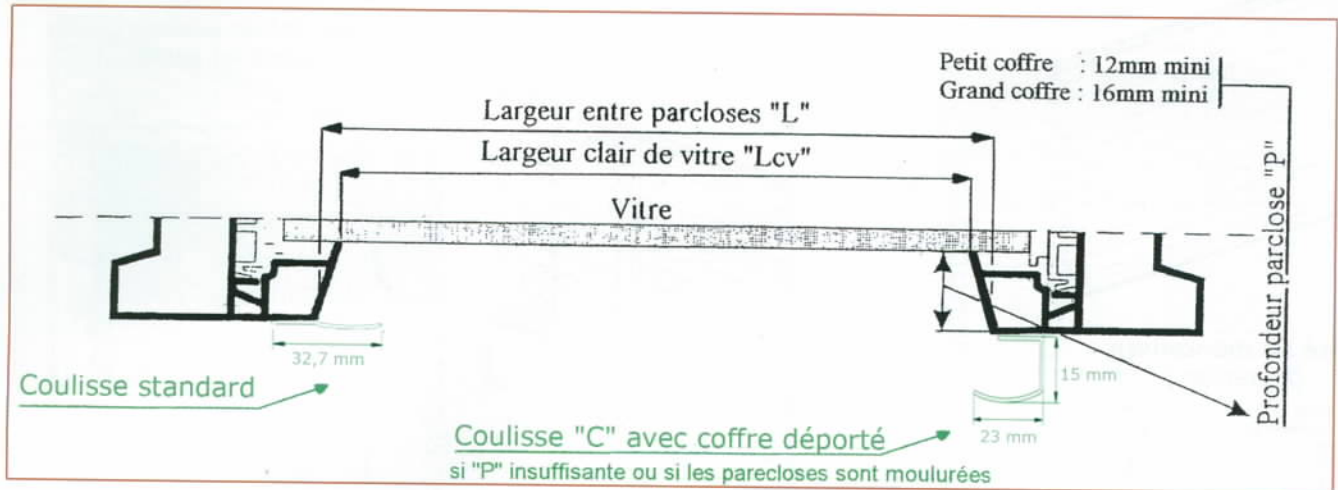 Petit coffre : 12mm mini
Grand coffre : 16mm mini
Largeur entre parcloses "L"
Largeur clair de vitre "Lcv"
Vitre
Profondeur parclose "P"
32,7 mm
15 mm
Coulisse standard
23 mm
Coulisse "C" avec coffre déporté
si "P" insuffisante ou si les parecloses sont moulurées